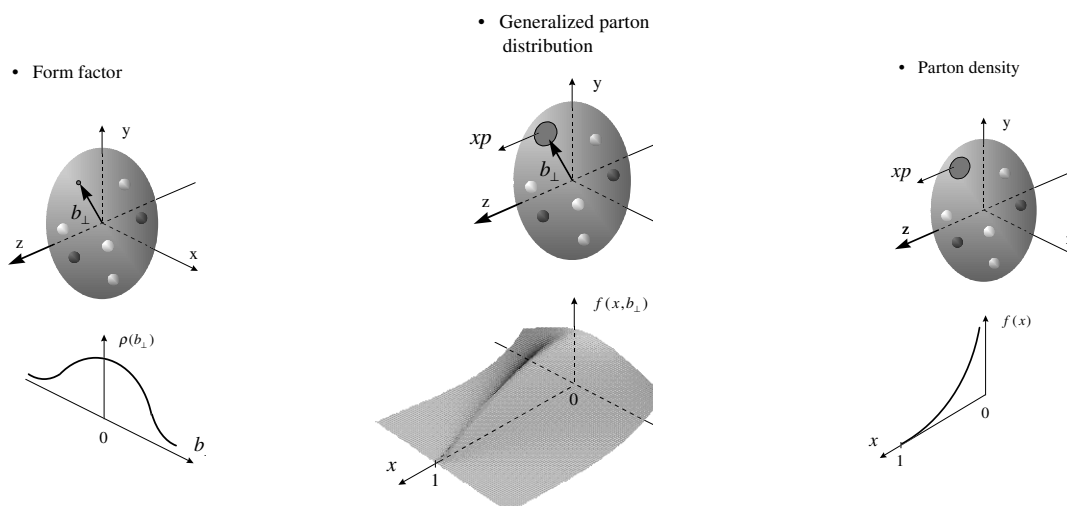 • Generalized parton
distribution
• Form factor
• Parton density
y
b⊥
z
x
ρ(b⊥)
0
b
y
xp
b⊥
z
f(x,b⊥)
0
x
1
y
xp
z
f(x)
0
x
1